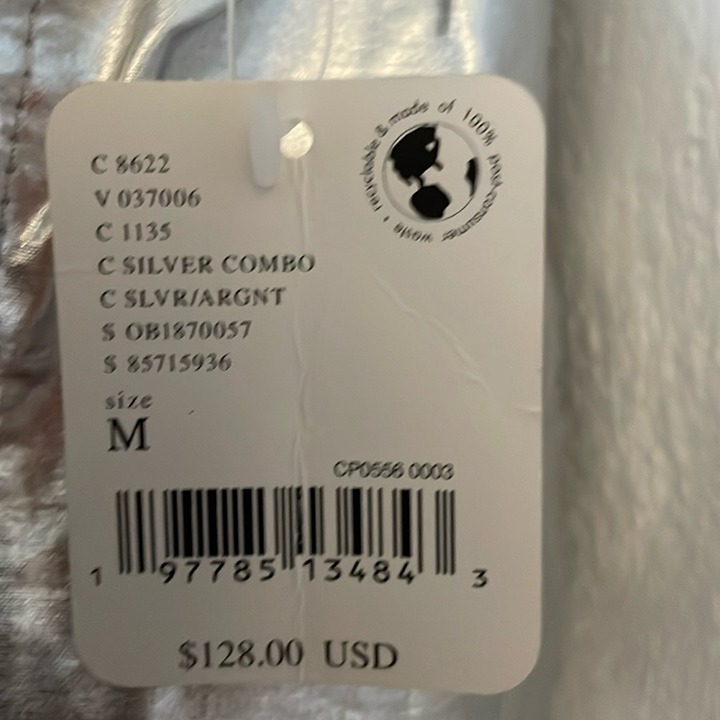 C 8622
V 037006
C 1135
C SILVER COMBO
C SLVR/ARGNT
S OB1870057
S 85715936
size
M
recyclable & made of 100% post-consumer waste •
CP0556 0003
1 97785 13484 3
$128.00 USD